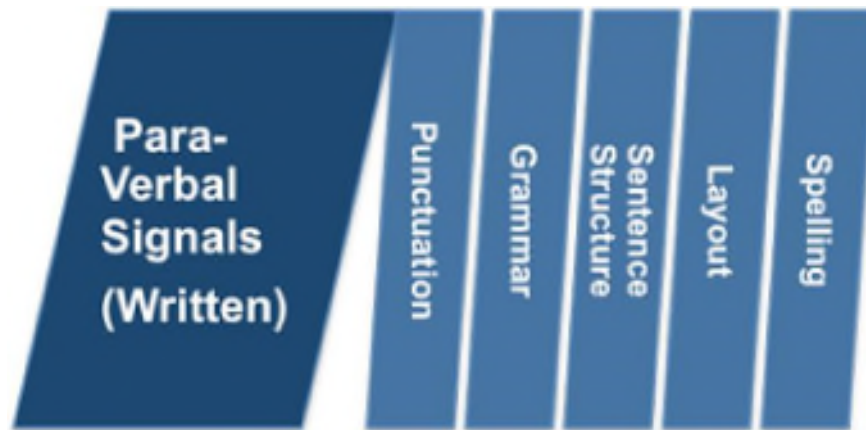 Para-
Verbal
Signals
(Written)
Punctuation
Grammar
Sentence
Structure
Layout
Spelling